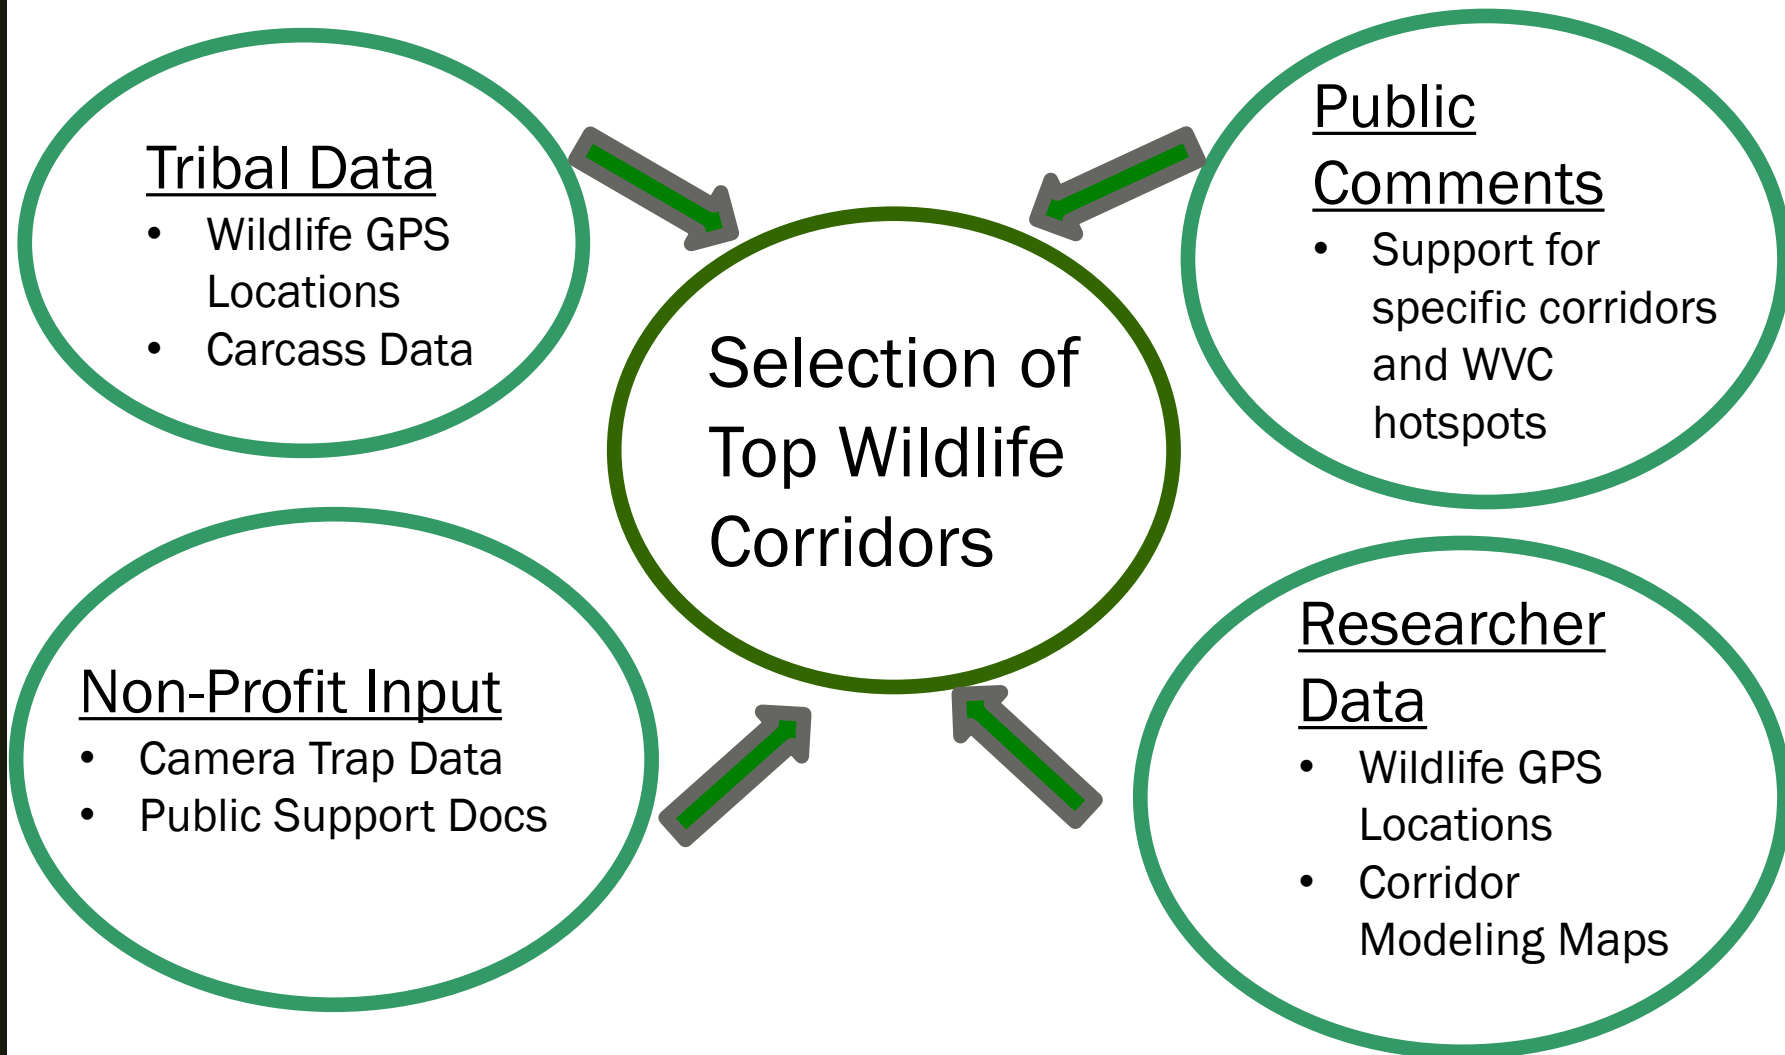 Tribal Data
• Wildlife GPS
Locations
• Carcass Data
Public
Comments
• Support for
specific corridors
and WVC
hotspots
Selection of
Top Wildlife
Corridors
Non-Profit Input
• Camera Trap Data
• Public Support Docs
Researcher
Data
• Wildlife GPS
Locations
• Corridor
Modeling Maps